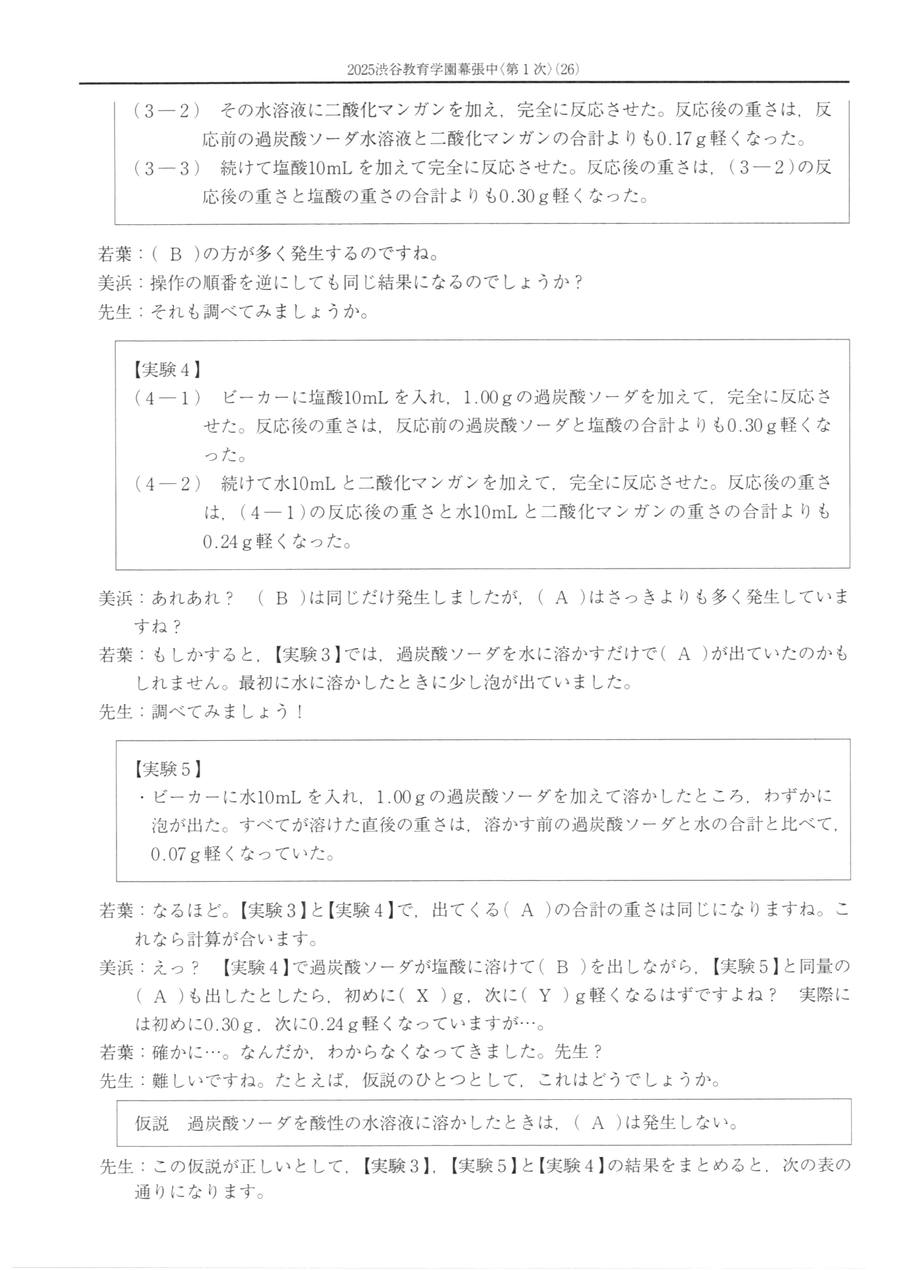 2025渋谷教育学園幕張中〈第1次〉(26)
(3―2) その水溶液に二酸化マンガンを加え，完全に反応させた。反応後の重さは，反
応前の過炭酸ソーダ水溶液と二酸化マンガンの合計よりも0.17g軽くなった。
(3―3) 続けて塩酸10mLを加えて完全に反応させた。反応後の重さは，(3―2)の反
応後の重さと塩酸の重さの合計よりも0.30g軽くなった。
若葉：( B )の方が多く発生するのですね。
美浜：操作の順番を逆にしても同じ結果になるのでしょうか？
先生：それも調べてみましょうか。
【実験4】
(4―1) ビーカーに塩酸10mLを入れ，1.00gの過炭酸ソーダを加えて，完全に反応さ
せた。反応後の重さは，反応前の過炭酸ソーダと塩酸の合計よりも0.30g軽くな
った。
(4―2) 続けて水10mLと二酸化マンガンを加えて，完全に反応させた。反応後の重さ
は，(4―1)の反応後の重さと水10mLと二酸化マンガンの重さの合計よりも
0.24g軽くなった。
美浜：あれあれ？ ( B )は同じだけ発生しましたが，( A )はさっきよりも多く発生していま
すね？
若葉：もしかすると，【実験3】では，過炭酸ソーダを水に溶かすだけで( A )が出ていたのかも
しれません。最初に水に溶かしたときに少し泡が出ていました。
先生：調べてみましょう！
【実験5】
・ビーカーに水10mLを入れ，1.00gの過炭酸ソーダを加えて溶かしたところ，わずかに
泡が出た。すべてが溶けた直後の重さは，溶かす前の過炭酸ソーダと水の合計と比べて，
0.07g軽くなっていた。
若葉：なるほど。【実験3】と【実験4】で，出てくる( A )の合計の重さは同じになりますね。こ
れなら計算が合います。
美浜：えっ？ 【実験4】で過炭酸ソーダが塩酸に溶けて( B )を出しながら，【実験5】と同量の
( A )も出したとしたら，初めに( X )g，次に( Y )g軽くなるはずですよね？ 実際に
は初めに0.30g，次に0.24g軽くなっていますが…。
若葉：確かに…。なんだか，わからなくなってきました。先生？
先生：難しいですね。たとえば，仮説のひとつとして，これはどうでしょうか。
仮説 過炭酸ソーダを酸性の水溶液に溶かしたときは，( A )は発生しない。
先生：この仮説が正しいとして，【実験3】，【実験5】と【実験4】の結果をまとめると，次の表の
通りになります。